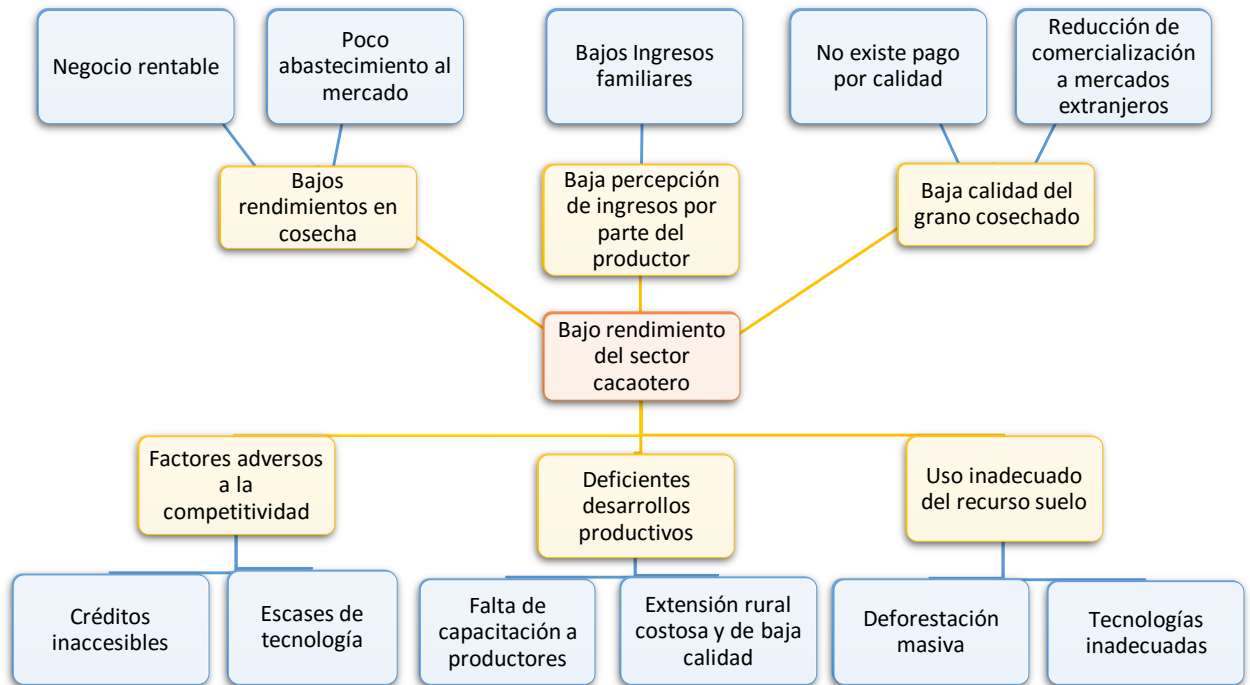 Negocio rentable
Poco
abastecimiento al
mercado
Bajos Ingresos
familiares
No existe pago
por calidad
Reducción de
comercialización
a mercados
extranjeros
Bajos
rendimientos en
cosecha
Baja percepción
de ingresos por
parte del
productor
Baja calidad del
grano cosechado
Bajo rendimiento
del sector
cacaotero
Factores adversos
a la
competitividad
Deficientes
desarrollos
productivos
Uso inadecuado
del recurso suelo
Créditos
inaccesibles
Escases de
tecnología
Falta de
capacitación a
productores
Extensión rural
costosa y de baja
calidad
Deforestación
masiva
Tecnologías
inadecuadas